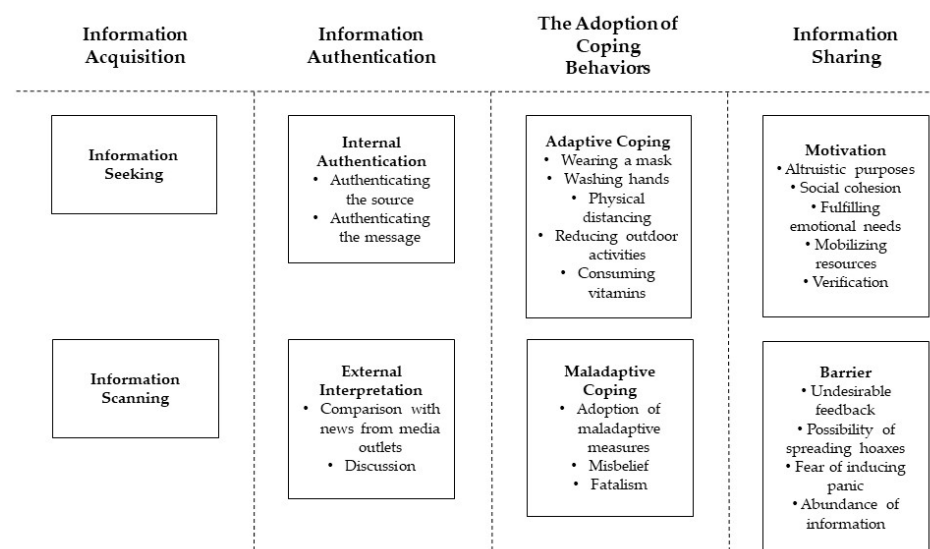 Information
Acquisition
Information
Authentication
The Adoption of
Coping
Behaviors
Information
Sharing
Information
Seeking
Internal
Authentication
• Authenticating
the source
• Authenticating
the message
Adaptive Coping
• Wearing a mask
• Washing hands
• Physical
distancing
• Reducing outdoor
activities
• Consuming
vitamins
Motivation
• Altruistic purposes
• Social cohesion
• Fulfilling
emotional needs
• Mobilizing
resources
• Verification
Information
Scanning
External
Interpretation
• Comparison with
news from media
outlets
• Discussion
Maladaptive
Coping
• Adoption of
maladaptive
measures
• Misbelief
• Fatalism
Barrier
• Undesirable
feedback
• Possibility of
spreading hoaxes
• Fear of inducing
panic
• Abundance of
information